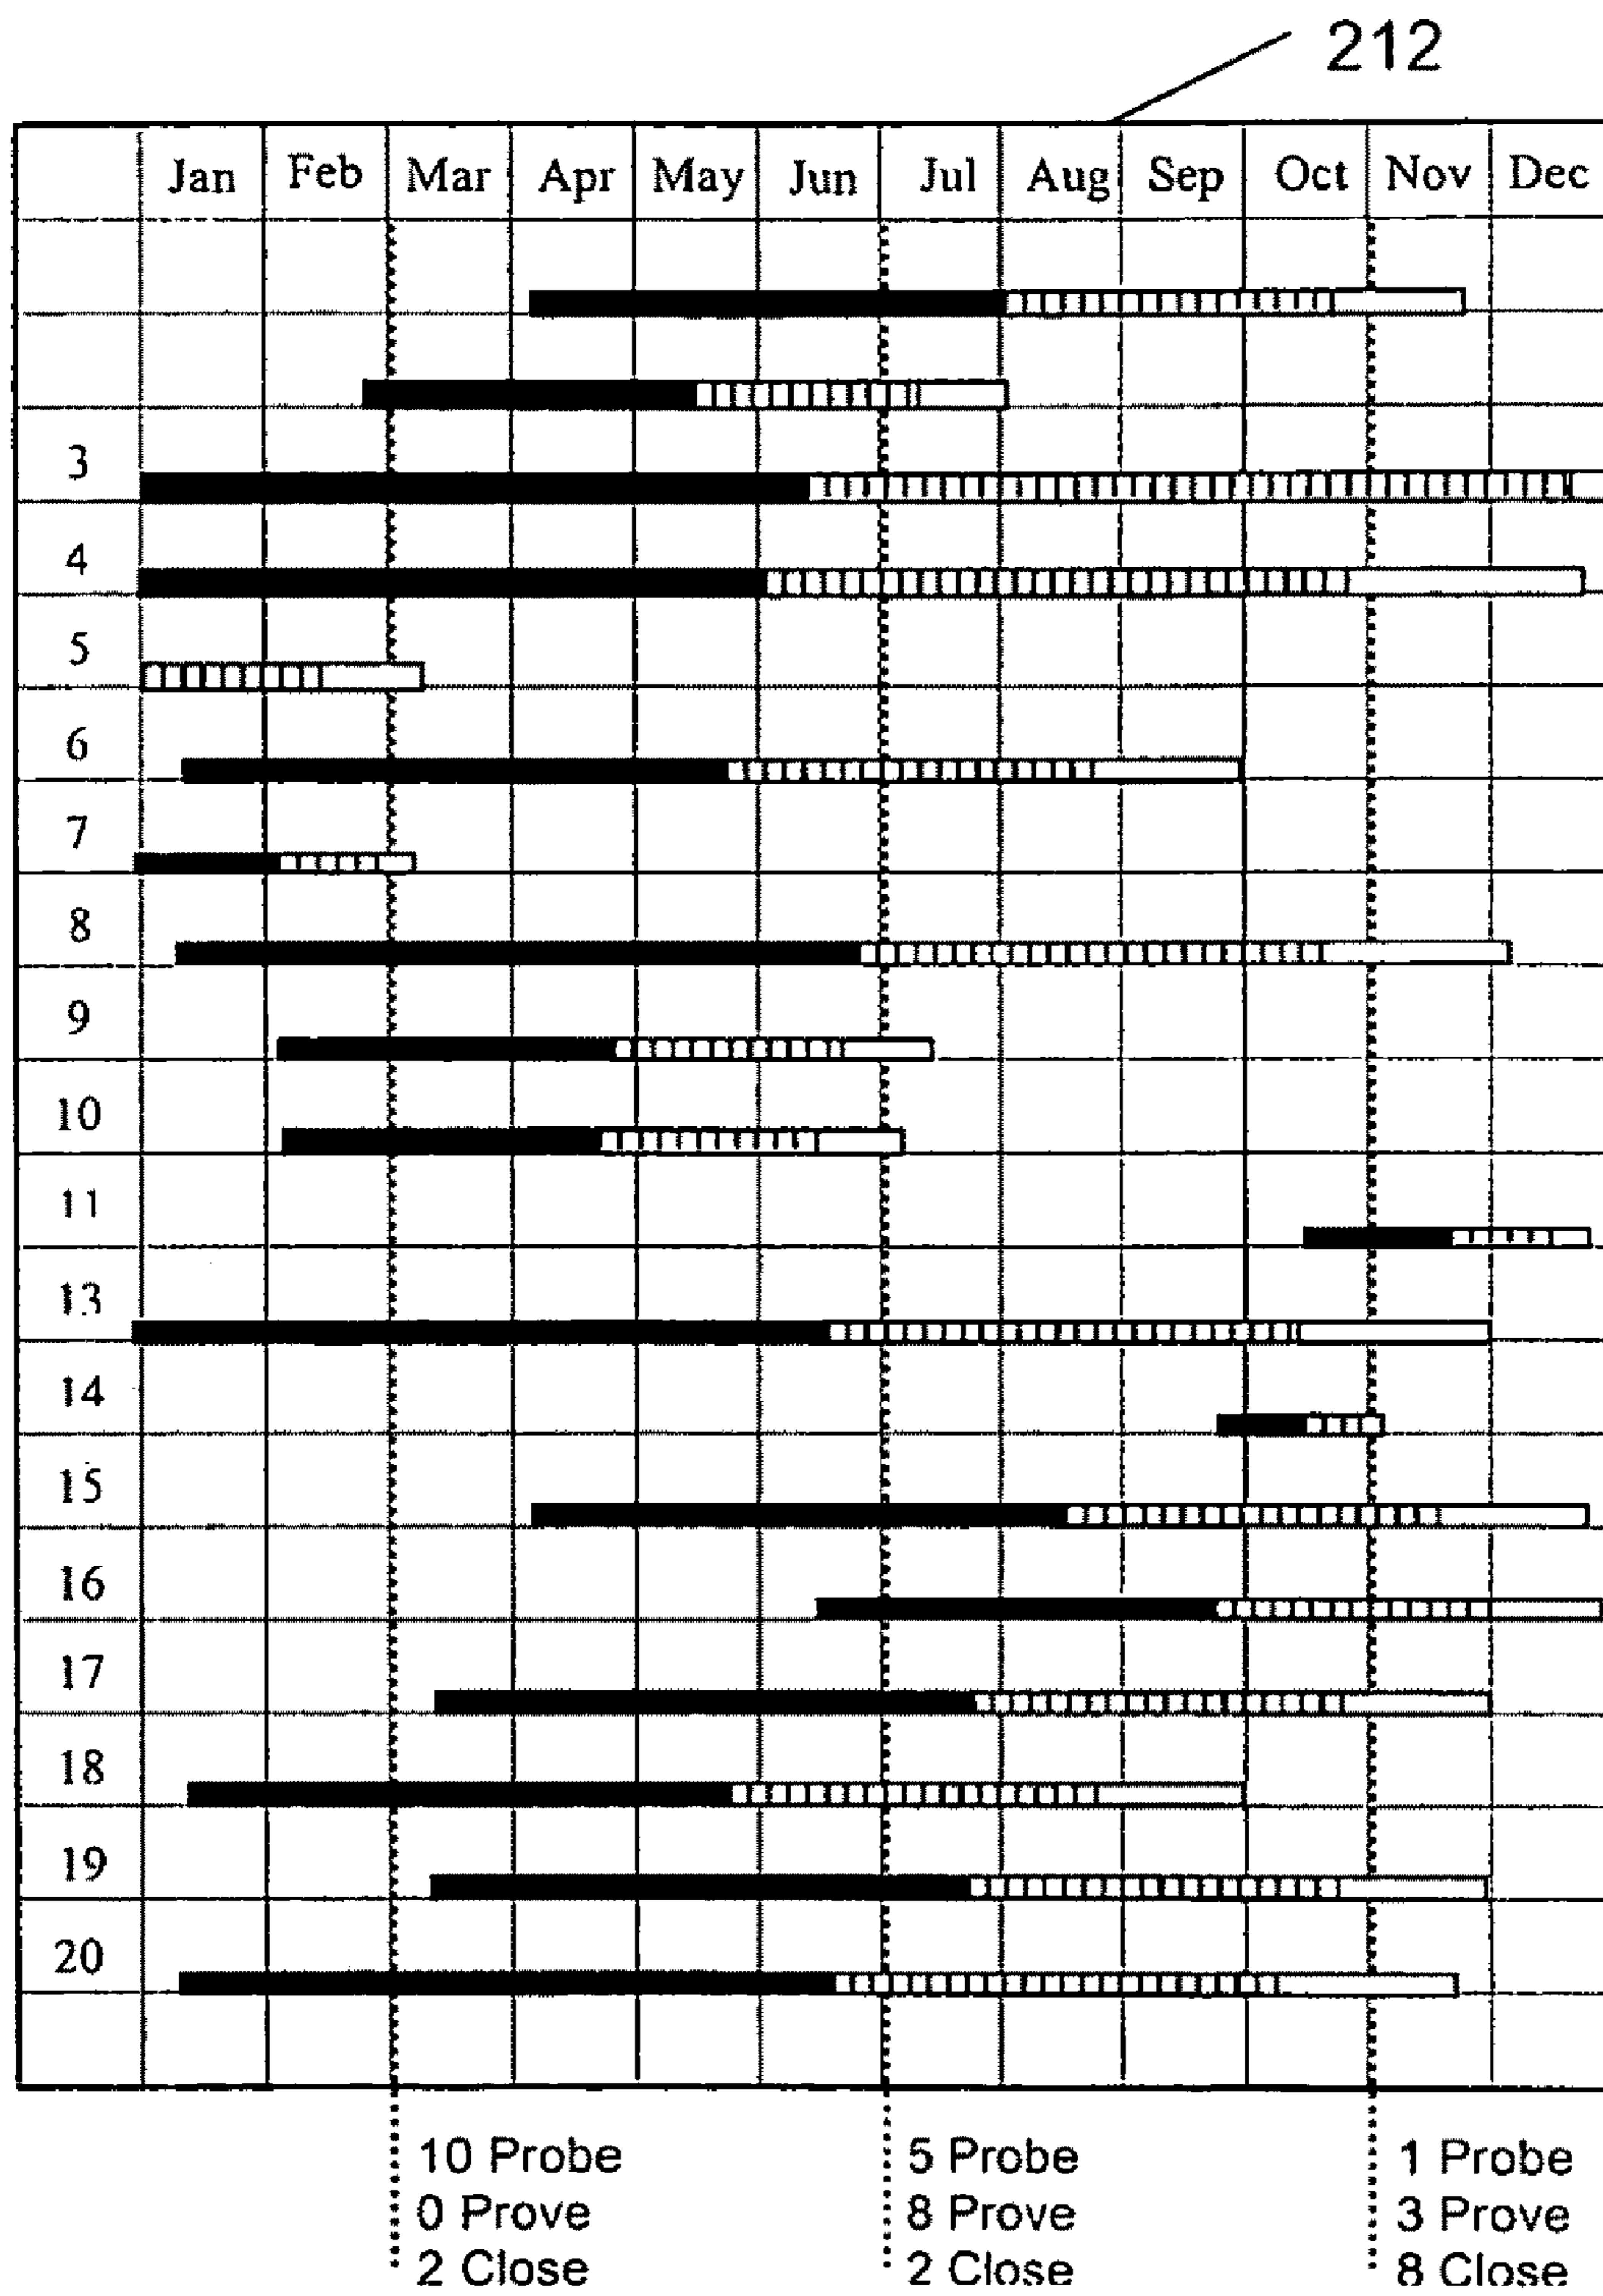 212
Jan Feb Mar Apr May Jun Jul Aug Sep Oct Nov Dec
3
4
5
6
7
8
9
10
11
13
14
15
16
17
18
19
20
10 Probe
0 Prove
2 Close
5 Probe
8 Prove
2 Close
1 Probe
3 Prove
8 Close